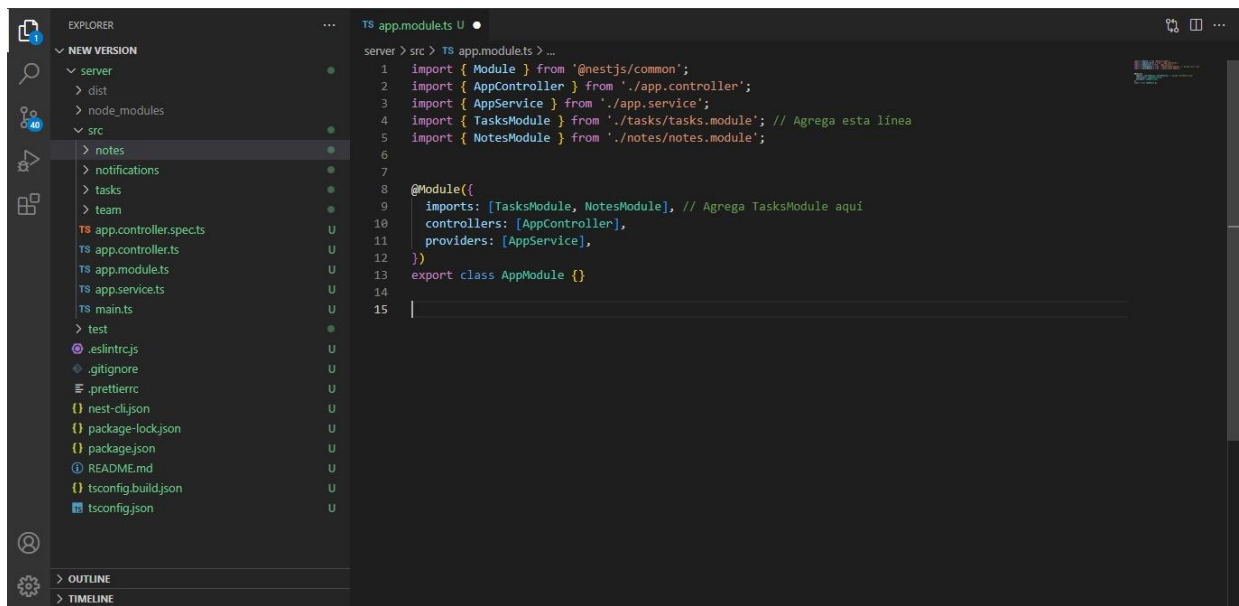 EXPLORER
NEW VERSION
server
dist
node_modules
src
notes
notifications
tasks
team
TS app.controller.spec.ts U
TS app.controller.ts U
TS app.module.ts U
TS app.service.ts U
TS main.ts U
test
.eslintrc.js U
.gitignore U
.prettierrc U
{} nest-cli.json U
{} package-lock.json U
{} package.json U
README.md U
{} tsconfig.build.json U
TS tsconfig.json U
OUTLINE
TIMELINE
1
40
TS app.module.ts U
server > src > TS app.module.ts > ...
1 import { Module } from '@nestjs/common';
2 import { AppController } from './app.controller';
3 import { AppService } from './app.service';
4 import { TasksModule } from './tasks/tasks.module'; // Agrega esta línea
5 import { NotesModule } from './notes/notes.module';
6
7
8 @Module({
9 imports: [TasksModule, NotesModule], // Agrega TasksModule aquí
10 controllers: [AppController],
11 providers: [AppService],
12 })
13 export class AppModule {}
14
15